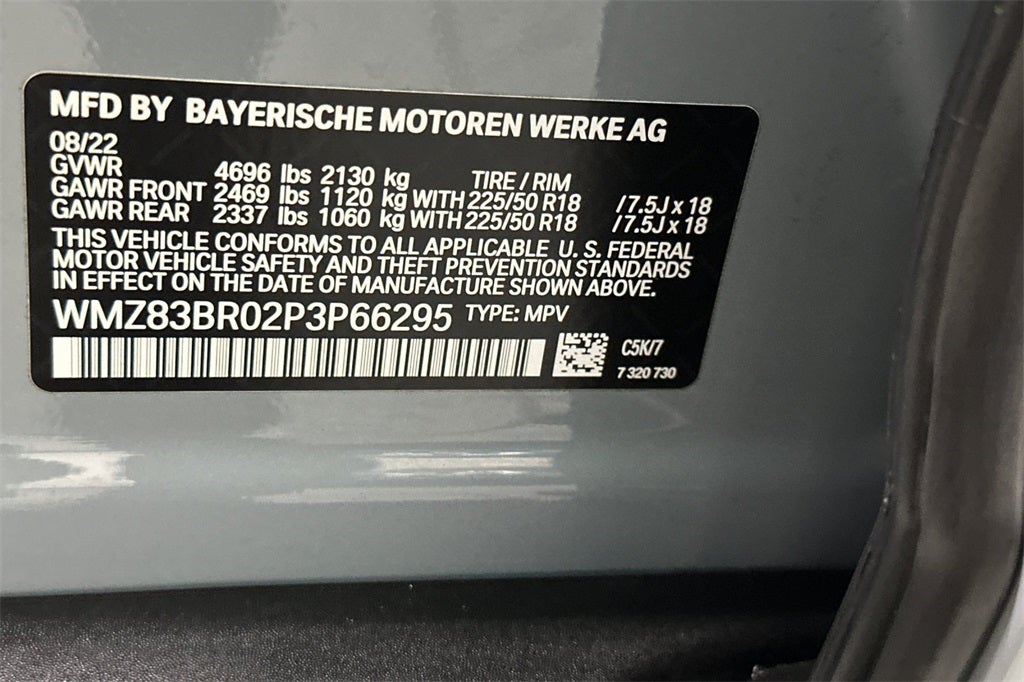 MFD BY BAYERISCHE MOTOREN WERKE AG
08/22
GVWR 4696 lbs 2130 kg TIRE / RIM
GAWR FRONT 2469 lbs 1120 kg WITH 225/50 R18 /7.5J x 18
GAWR REAR 2337 lbs 1060 kg WITH 225/50 R18 /7.5J x 18
THIS VEHICLE CONFORMS TO ALL APPLICABLE U. S. FEDERAL
MOTOR VEHICLE SAFETY AND THEFT PREVENTION STANDARDS
IN EFFECT ON THE DATE OF MANUFACTURE SHOWN ABOVE.
WMZ83BR02P3P66295 TYPE: MPV
C5K/7
7 320 730